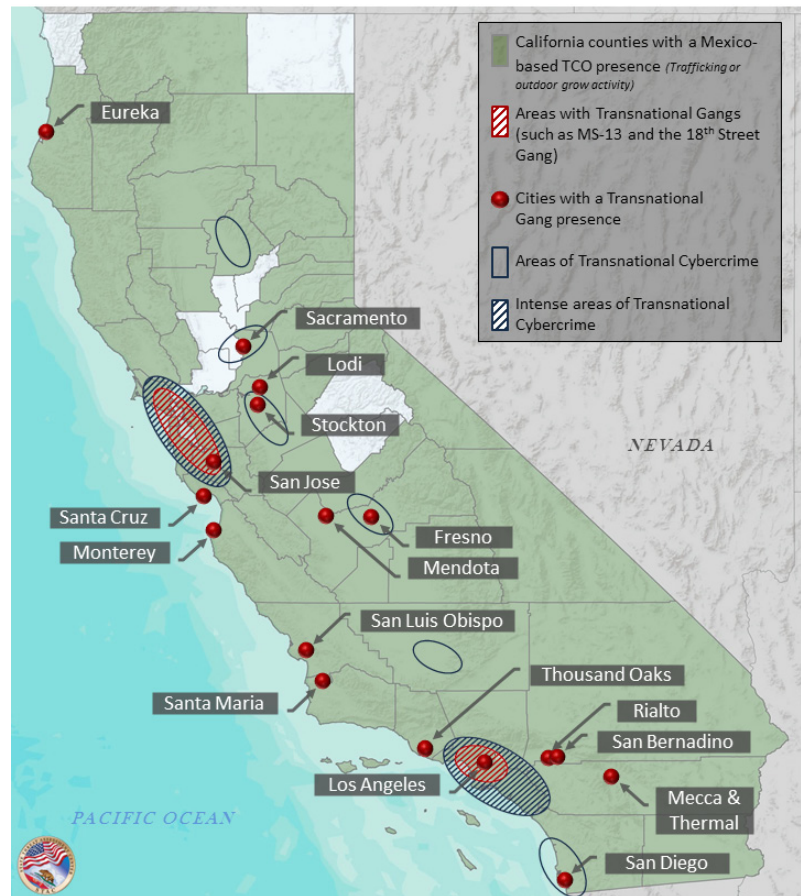 California counties with a Mexico-
based TCO presence (Trafficking or
outdoor grow activity)
Areas with Transnational Gangs
(such as MS-13 and the 18th Street
Gang)
Cities with a Transnational
Gang presence
Areas of Transnational Cybercrime
Intense areas of Transnational
Cybercrime
Eureka
Sacramento
Lodi
Stockton
NEVADA
San Jose
Santa Cruz
Monterey
Fresno
Mendota
San Luis Obispo
Thousand Oaks
Santa Maria
Rialto
San Bernadino
Los Angeles
Mecca &
Thermal
PACIFIC OCEAN
San Diego